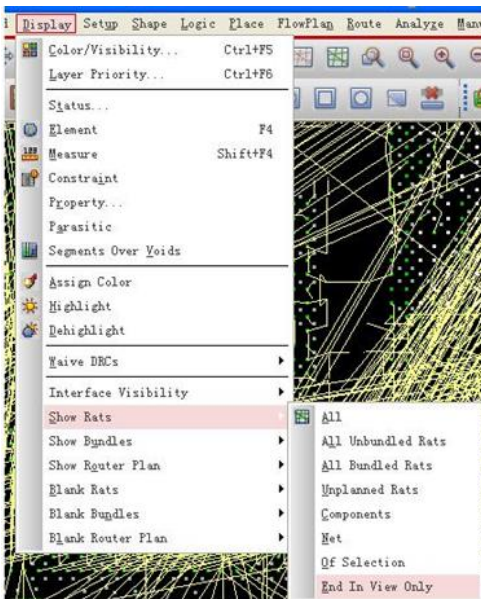 Display Setup Shape Logic Place FlowPlan Route Analyze
Color/Visibility... Ctrl+F5
Layer Priority... Ctrl+F6
Status...
Element F4
Measure Shift+F4
Constraint
Property...
Parasitic
Segments Over Voids
Assign Color
Highlight
Dehighlight
Waive DRCs
Interface Visibility
Show Rats
Show Bundles
Show Router Plan
Blank Rats
Blank Bundles
Blank Router Plan
All
All Unbundled Rats
All Bundled Rats
Unplanned Rats
Components
Net
Of Selection
End In View Only